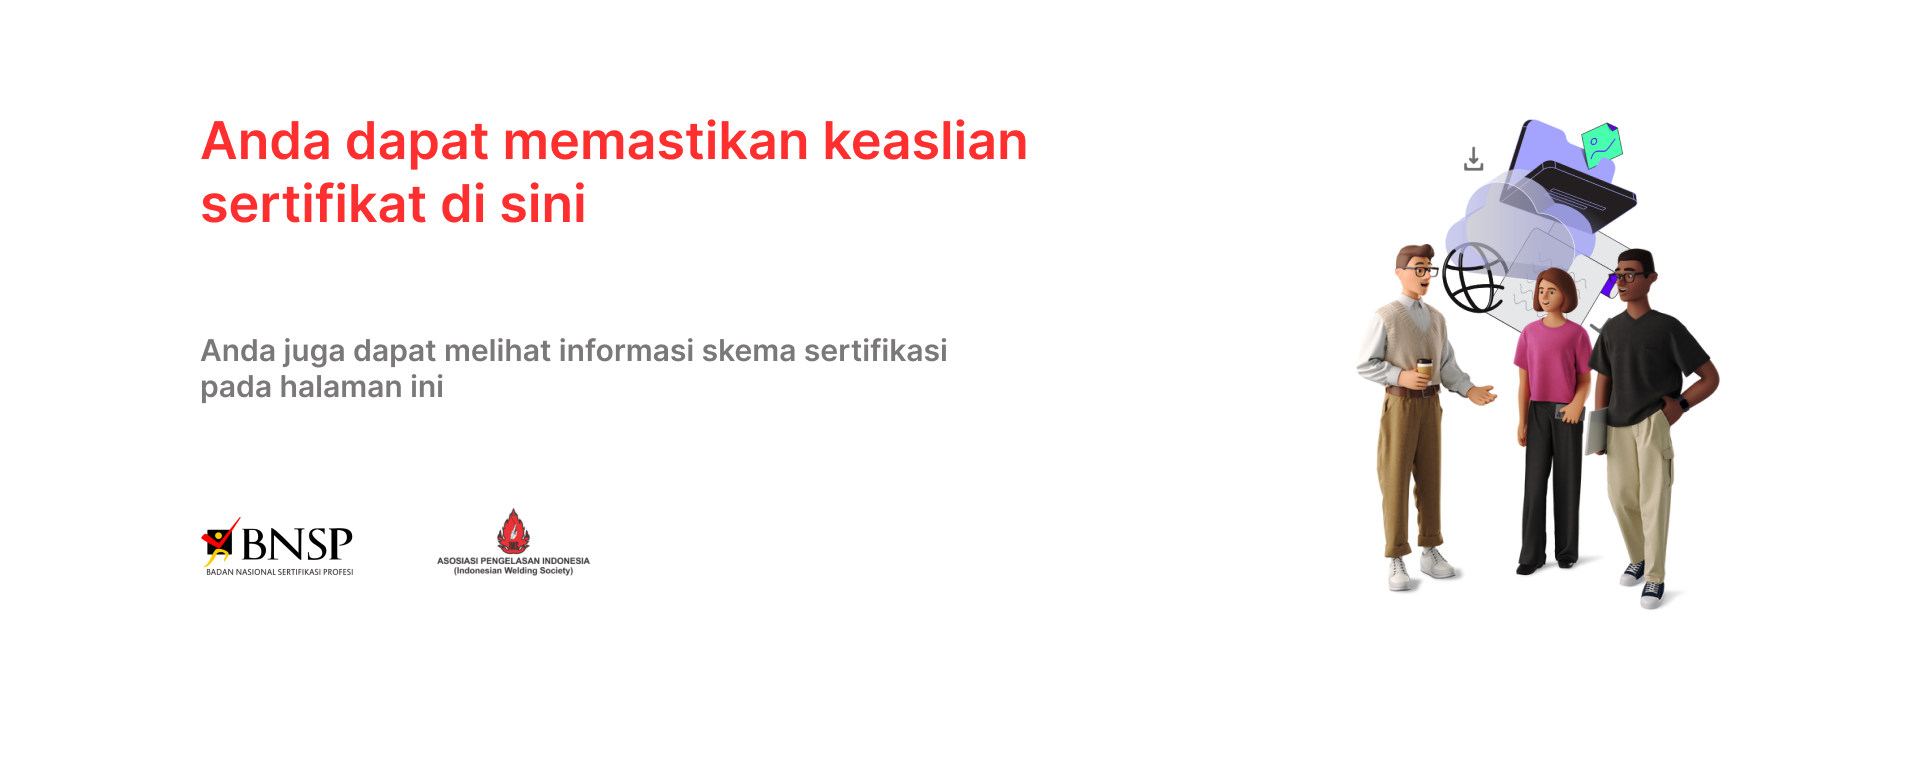 Anda dapat memastikan keaslian
sertifikat di sini
Anda juga dapat melihat informasi skema sertifikasi
pada halaman ini
BNSP
BADAN NASIONAL SERTIFIKASI PROFESI
ASOSIASI PENGELASAN INDONESIA
(Indonesian Welding Society)